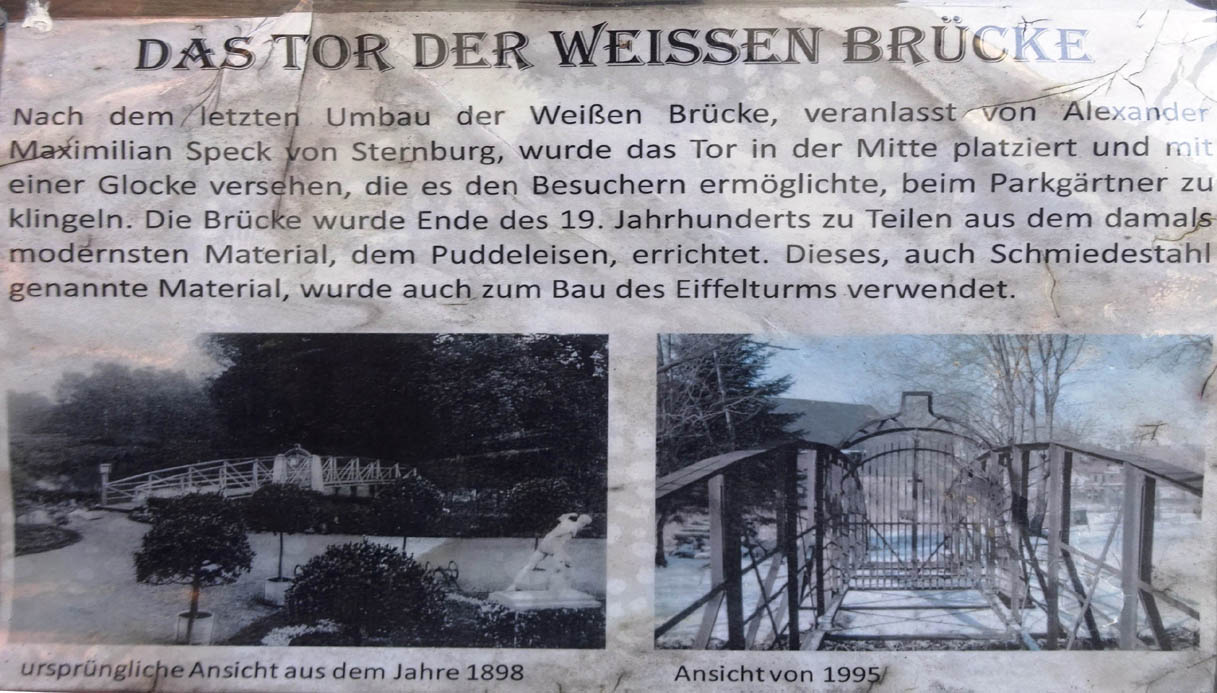 DAS TOR DER WEISSEN BRÜCKE
Nach dem letzten Umbau der Weißen Brücke, veranlasst von Alexander
Maximilian Speck von Sternburg, wurde das Tor in der Mitte platziert und mit
einer Glocke versehen, die es den Besuchern ermöglichte, beim Parkgärtner zu
klingeln. Die Brücke wurde Ende des 19. Jahrhunderts zu Teilen aus dem damals
modernsten Material, dem Puddeleisen, errichtet. Dieses, auch Schmiedestahl
genannte Material, wurde auch zum Bau des Eiffelturms verwendet.
ursprüngliche Ansicht aus dem Jahre 1898
Ansicht von 1995